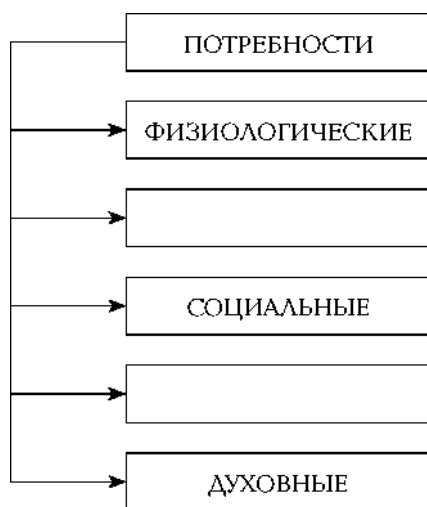 ПОТРЕБНОСТИ
ФИЗИОЛОГИЧЕСКИЕ
СОЦИАЛЬНЫЕ
ДУХОВНЫЕ